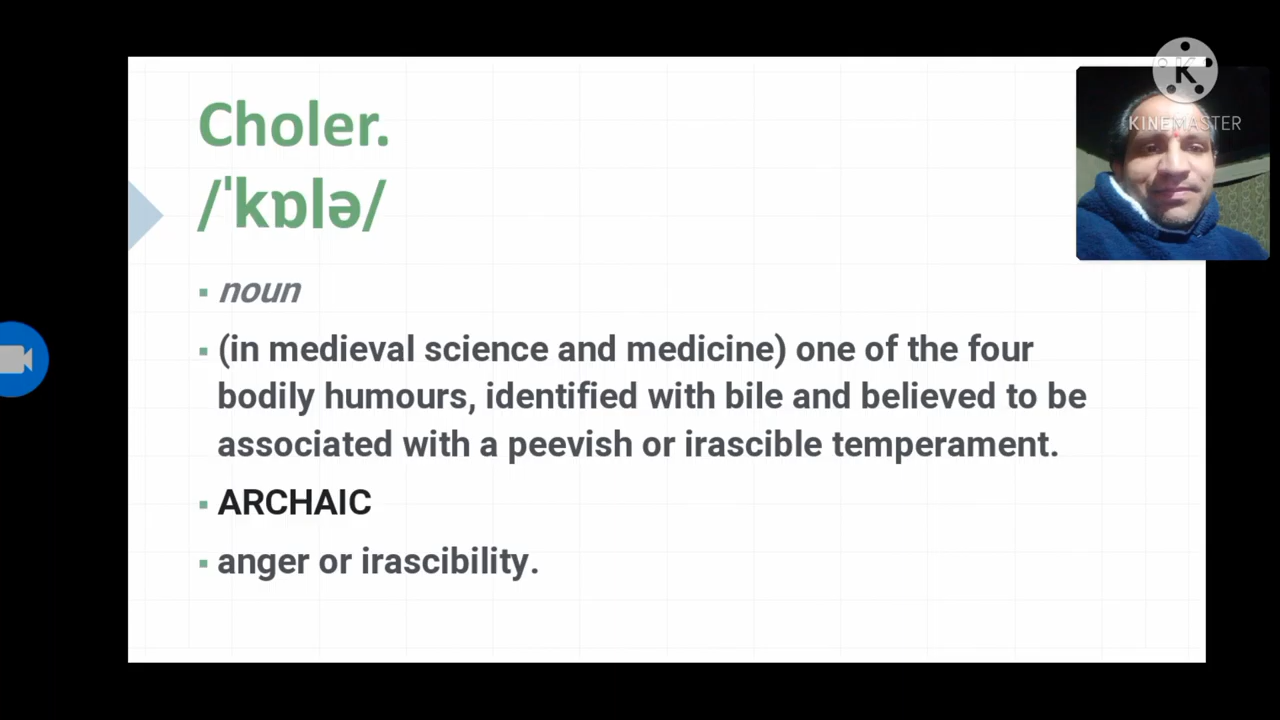 Choler.
/ˈkɒlə/
noun
(in medieval science and medicine) one of the four
bodily humours, identified with bile and believed to be
associated with a peevish or irascible temperament.
ARCHAIC
anger or irascibility.
K
KINEMASTER